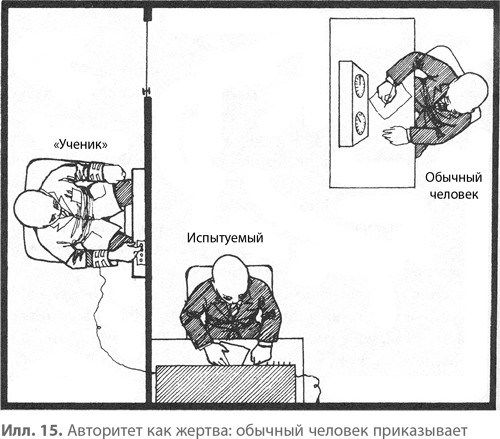 «Ученик»
Обычный
человек
Испытуемый
Илл. 15. Авторитет как жертва: обычный человек приказывает